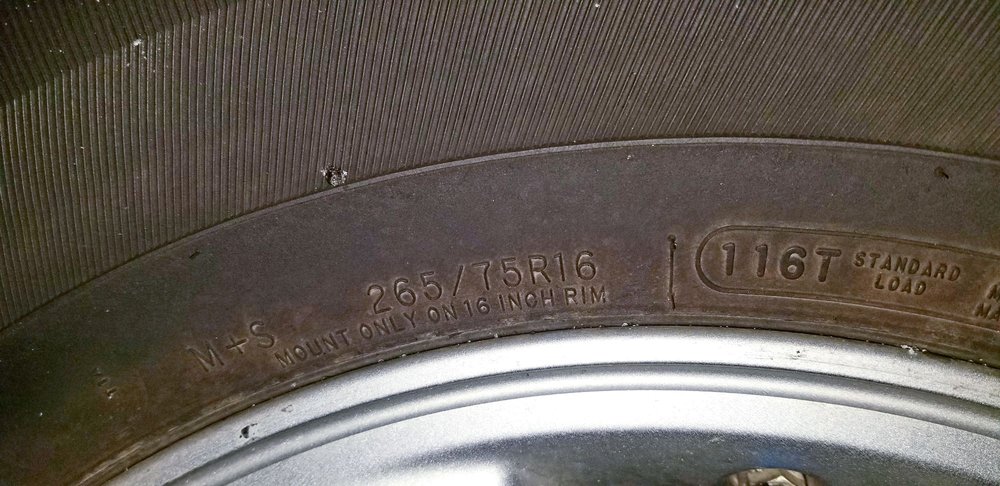 M+S
265/75R16
MOUNT ONLY ON 16 INCH RIM
116T
STANDARD
LOAD